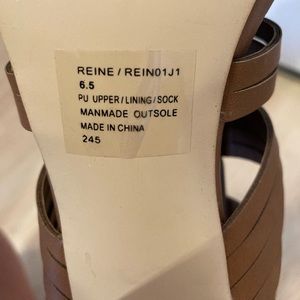 REINE / REIN01J1
6.5
PU UPPER / LINING / SOCK
MANMADE OUTSOLE
MADE IN CHINA
245